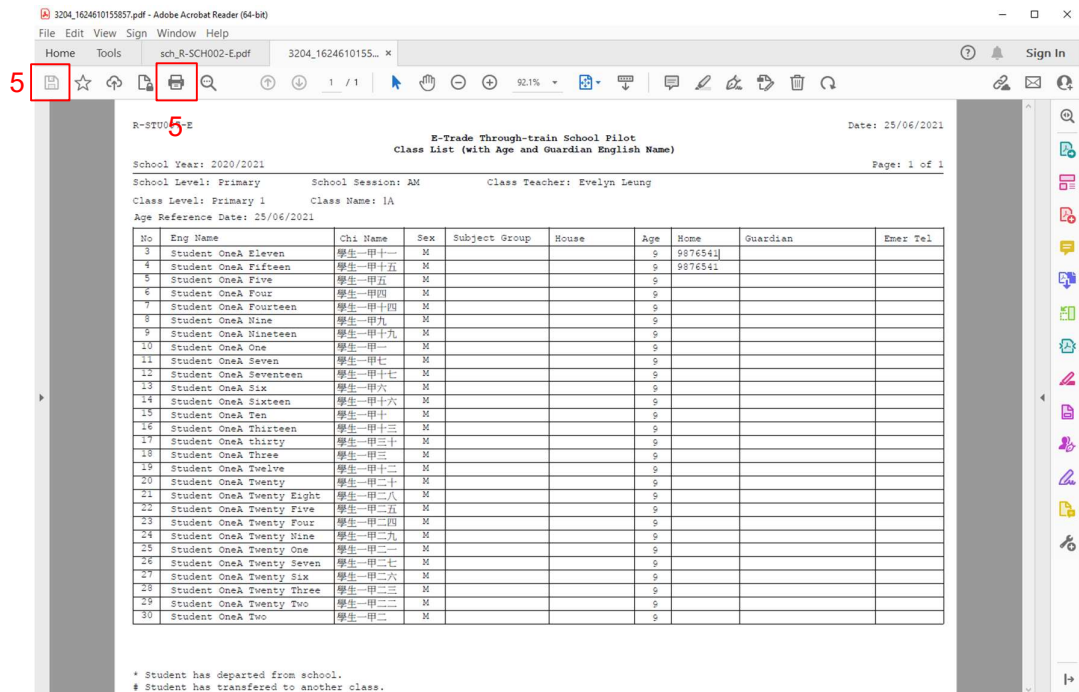 3204_1624610155857.pdf - Adobe Acrobat Reader (64-bit)
File Edit View Sign Window Help
Home Tools sch_R-SCH002-E.pdf 3204_1624610155... × Sign In
5 1 / 1 92.1%
5
Date: 25/06/2021
E-Trade Through-train School Pilot
Class List (with Age and Guardian English Name)
School Year: 2020/2021 Page: 1 of 1
School Level: Primary School Session: AM Class Teacher: Evelyn Leung
Class Level: Primary 1 Class Name: 1A
Age Reference Date: 25/06/2021
No Eng Name Chi Name Sex Subject Group House Age Home Guardian Emer Tel
3 Student OneA Eleven 學生一甲十一 M 9 9876541
4 Student OneA Fifteen 學生一甲十五 M 9 9876541
5 Student OneA Five 學生一甲五 M 9
6 Student OneA Four 學生一甲四 M 9
7 Student OneA Fourteen 學生一甲十四 M 9
8 Student OneA Nine 學生一甲九 M 9
9 Student OneA Nineteen 學生一甲十九 M 9
10 Student OneA One 學生一甲一 M 9
11 Student OneA Seven 學生一甲七 M 9
12 Student OneA Seventeen 學生一甲十七 M 9
13 Student OneA Six 學生一甲六 M 9
14 Student OneA Sixteen 學生一甲十六 M 9
15 Student OneA Ten 學生一甲十 M 9
16 Student OneA Thirteen 學生一甲十三 M 9
17 Student OneA thirty 學生一甲三十 M 9
18 Student OneA Three 學生一甲三 M 9
19 Student OneA Twelve 學生一甲十二 M 9
20 Student OneA Twenty 學生一甲二十 M 9
21 Student OneA Twenty Eight 學生一甲二八 M 9
22 Student OneA Twenty Five 學生一甲二五 M 9
23 Student OneA Twenty Four 學生一甲二四 M 9
24 Student OneA Twenty Nine 學生一甲二九 M 9
25 Student OneA Twenty One 學生一甲二一 M 9
26 Student OneA Twenty Seven 學生一甲二七 M 9
27 Student OneA Twenty Six 學生一甲二六 M 9
28 Student OneA Twenty Three 學生一甲二三 M 9
29 Student OneA Twenty Two 學生一甲二二 M 9
30 Student OneA Two 學生一甲二 M 9
* Student has departed from school.
# Student has transfered to another class.